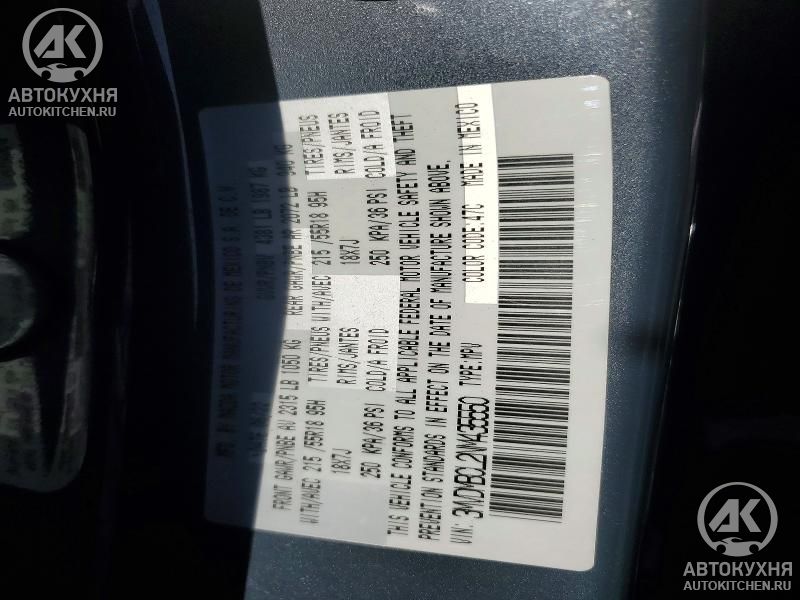 AK
АВТОКУХНЯ
AUTOKITCHEN.RU
MFD BY MAZDA MOTOR MANUFACTURING DE MEXICO S.A. DE C.V.
GVWR/PNBV 4381 LB 1987 KG
FRONT GAWR/PNBE AV 2315 LB 1050 KG REAR GAWR/PNBE AR 2072 LB 940 KG
WITH/AVEC 215 /55R18 95H TIRES/PNEUS WITH/AVEC 215 /55R18 95H TIRES/PNEUS
18X7J RIMS/JANTES 18X7J RIMS/JANTES
250 KPA/36 PSI COLD/A FROID 250 KPA/36 PSI COLD/A FROID
THIS VEHICLE CONFORMS TO ALL APPLICABLE FEDERAL MOTOR VEHICLE SAFETY AND THEFT
PREVENTION STANDARDS IN EFFECT ON THE DATE OF MANUFACTURE SHOWN ABOVE.
VIN: TYPE:MPV COLOR CODE:47C MADE IN MEXICO
AK
АВТОКУХНЯ
AUTOKITCHEN.RU